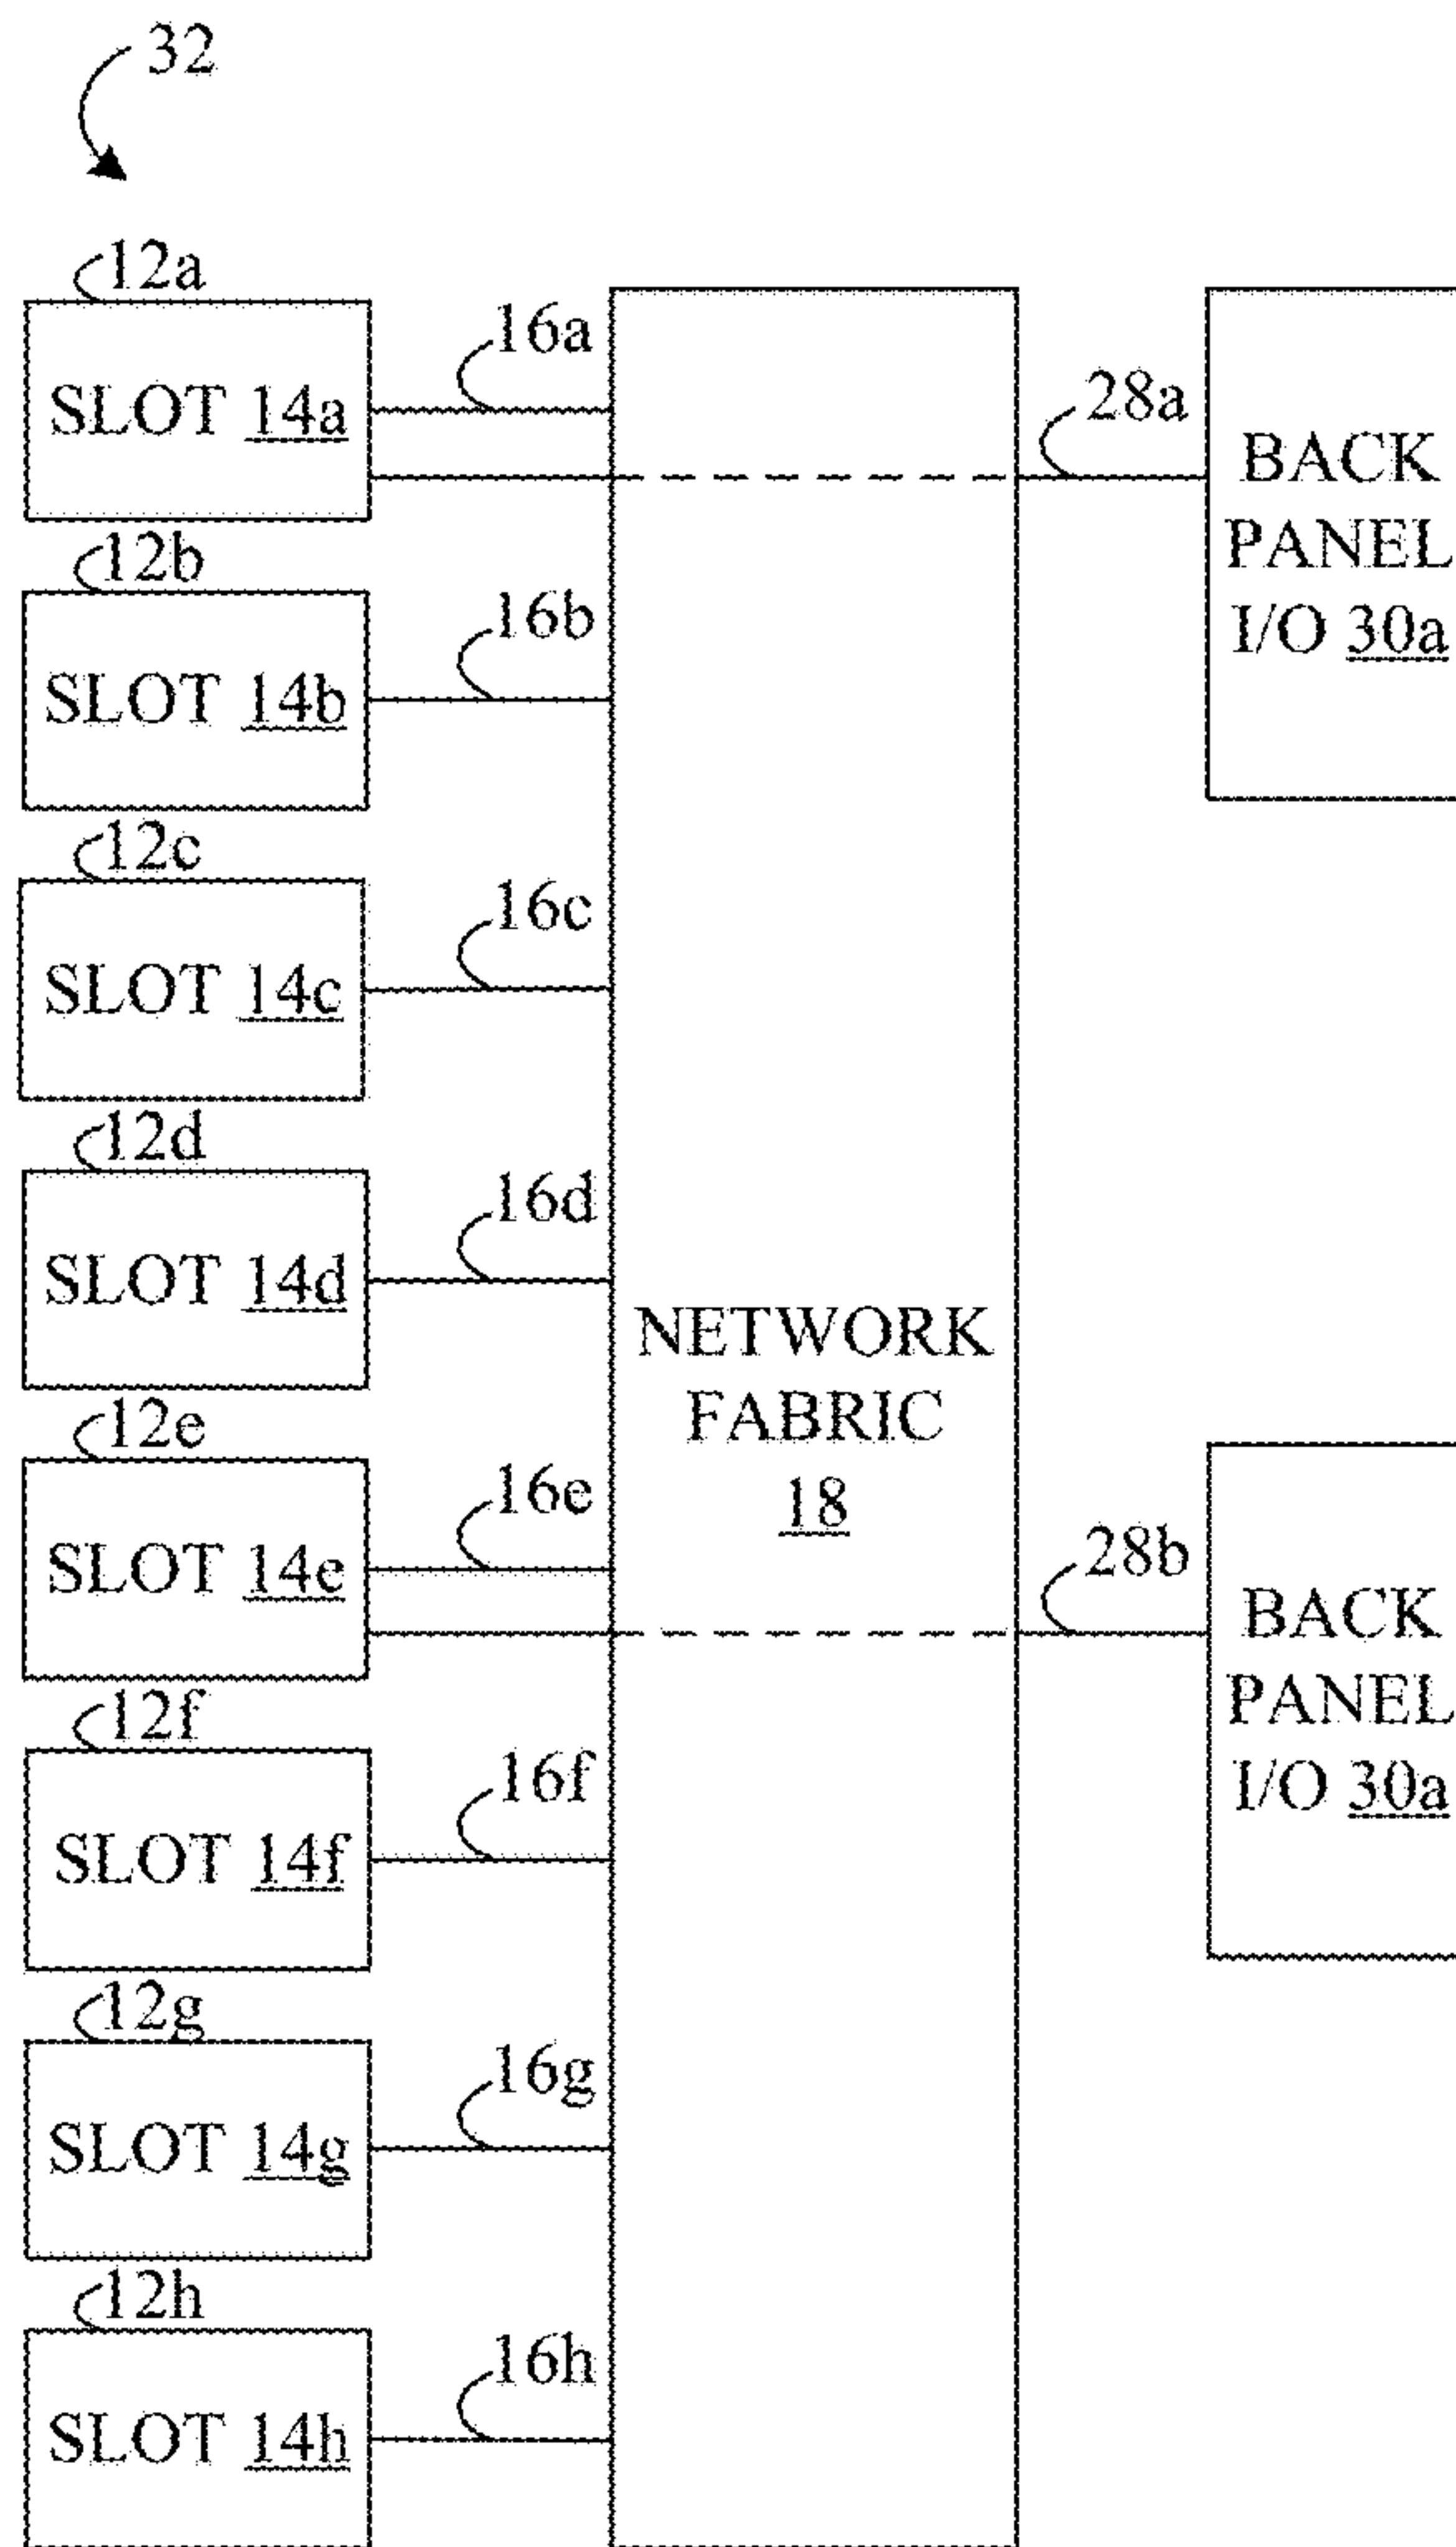 32
12a
SLOT 14a
16a
12b
SLOT 14b
16b
12c
SLOT 14c
16c
12d
SLOT 14d
16d
12e
SLOT 14e
16e
12f
SLOT 14f
16f
12g
SLOT 14g
16g
12h
SLOT 14h
16h
NETWORK
FABRIC
18
28a
BACK
PANEL
I/O 30a
28b
BACK
PANEL
I/O 30a